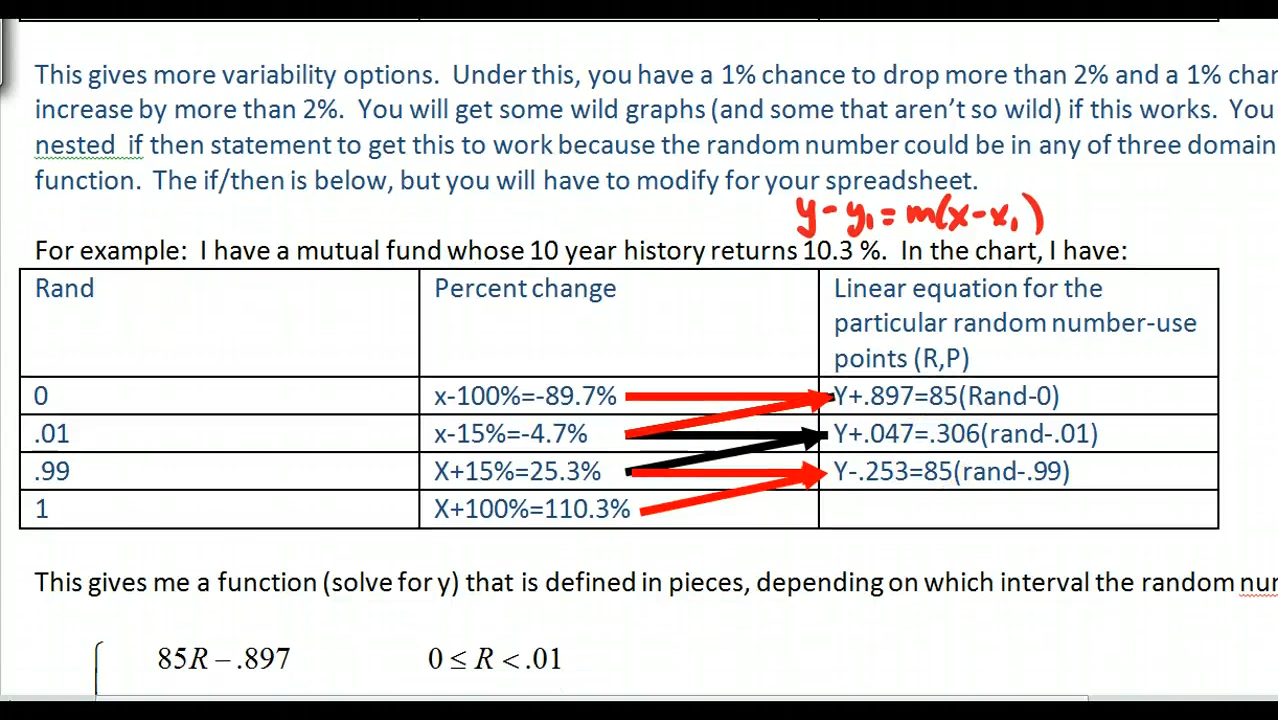 This gives more variability options. Under this, you have a 1% chance to drop more than 2% and a 1% char
increase by more than 2%. You will get some wild graphs (and some that aren't so wild) if this works. You
nested if then statement to get this to work because the random number could be in any of three domain
function. The if/then is below, but you will have to modify for your spreadsheet.
y-y₁=m(x-x₁)
For example: I have a mutual fund whose 10 year history returns 10.3 %. In the chart, I have:
Rand Percent change Linear equation for the
particular random number-use
points (R,P)
0 x-100%=-89.7% Y+.897=85(Rand-0)
.01 x-15%=-4.7% Y+.047=.306(rand-.01)
.99 X+15%=25.3% Y-.253=85(rand-.99)
1 X+100%=110.3%
This gives me a function (solve for y) that is defined in pieces, depending on which interval the random nur
85R-.897 0≤R<.01